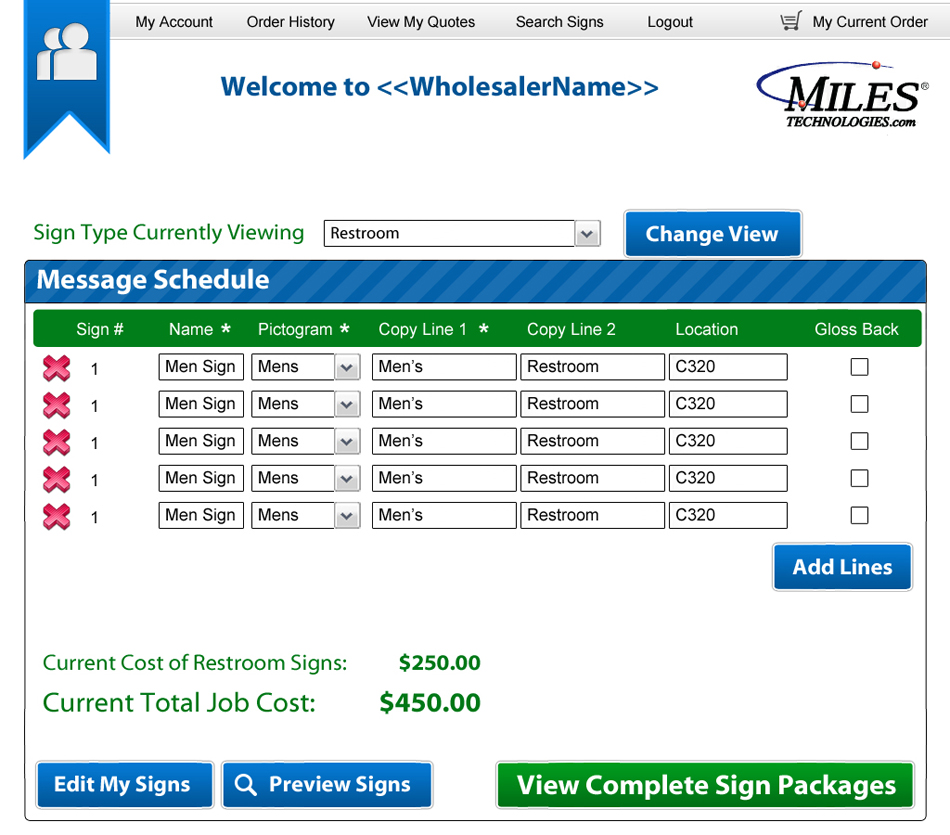 My Account Order History View My Quotes Search Signs Logout My Current Order
Welcome to <<WholesalerName>>
MILES®
TECHNOLOGIES.com
Sign Type Currently Viewing Restroom Change View
Message Schedule
Sign # Name * Pictogram * Copy Line 1 * Copy Line 2 Location Gloss Back
1 Men Sign Mens Men’s Restroom C320
1 Men Sign Mens Men’s Restroom C320
1 Men Sign Mens Men’s Restroom C320
1 Men Sign Mens Men’s Restroom C320
1 Men Sign Mens Men’s Restroom C320
Add Lines
Current Cost of Restroom Signs: $250.00
Current Total Job Cost: $450.00
Edit My Signs Preview Signs View Complete Sign Packages